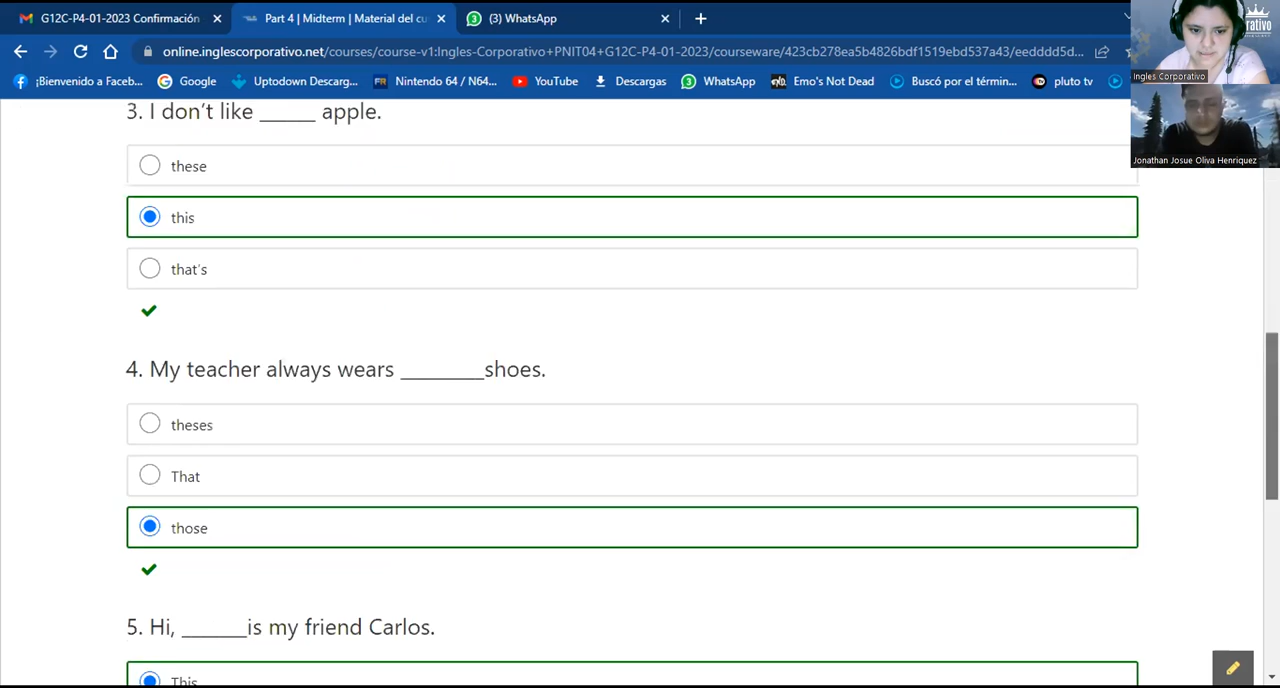 G12C-P4-01-2023 Confirmación
Part 4 | Midterm | Material del cu
(3) WhatsApp
online.inglescorporativo.net/courses/course-v1:Ingles-Corporativo+PNIT04+G12C-P4-01-2023/courseware/423cb278ea5b4826bdf1519ebd537a43/eedddd5d...
¡Bienvenido a Faceb...
Google
Uptodown Descarg...
Nintendo 64 / N64...
YouTube
Descargas
WhatsApp
Emo's Not Dead
Buscó por el términ...
pluto tv
rativo
Ingles Corporativo
Jonathan Josue Oliva Henriquez
3. I don't like ______ apple.
these
this
that's
4. My teacher always wears ________shoes.
theses
That
those
5. Hi, ______is my friend Carlos.
This